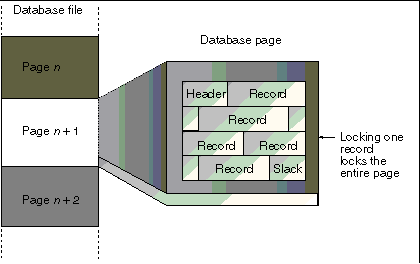 Database file
Database page
Page n
Header Record
Record
Page n + 1
Record Record
Record Slack
Page n + 2
Locking one
record
locks the
entire page